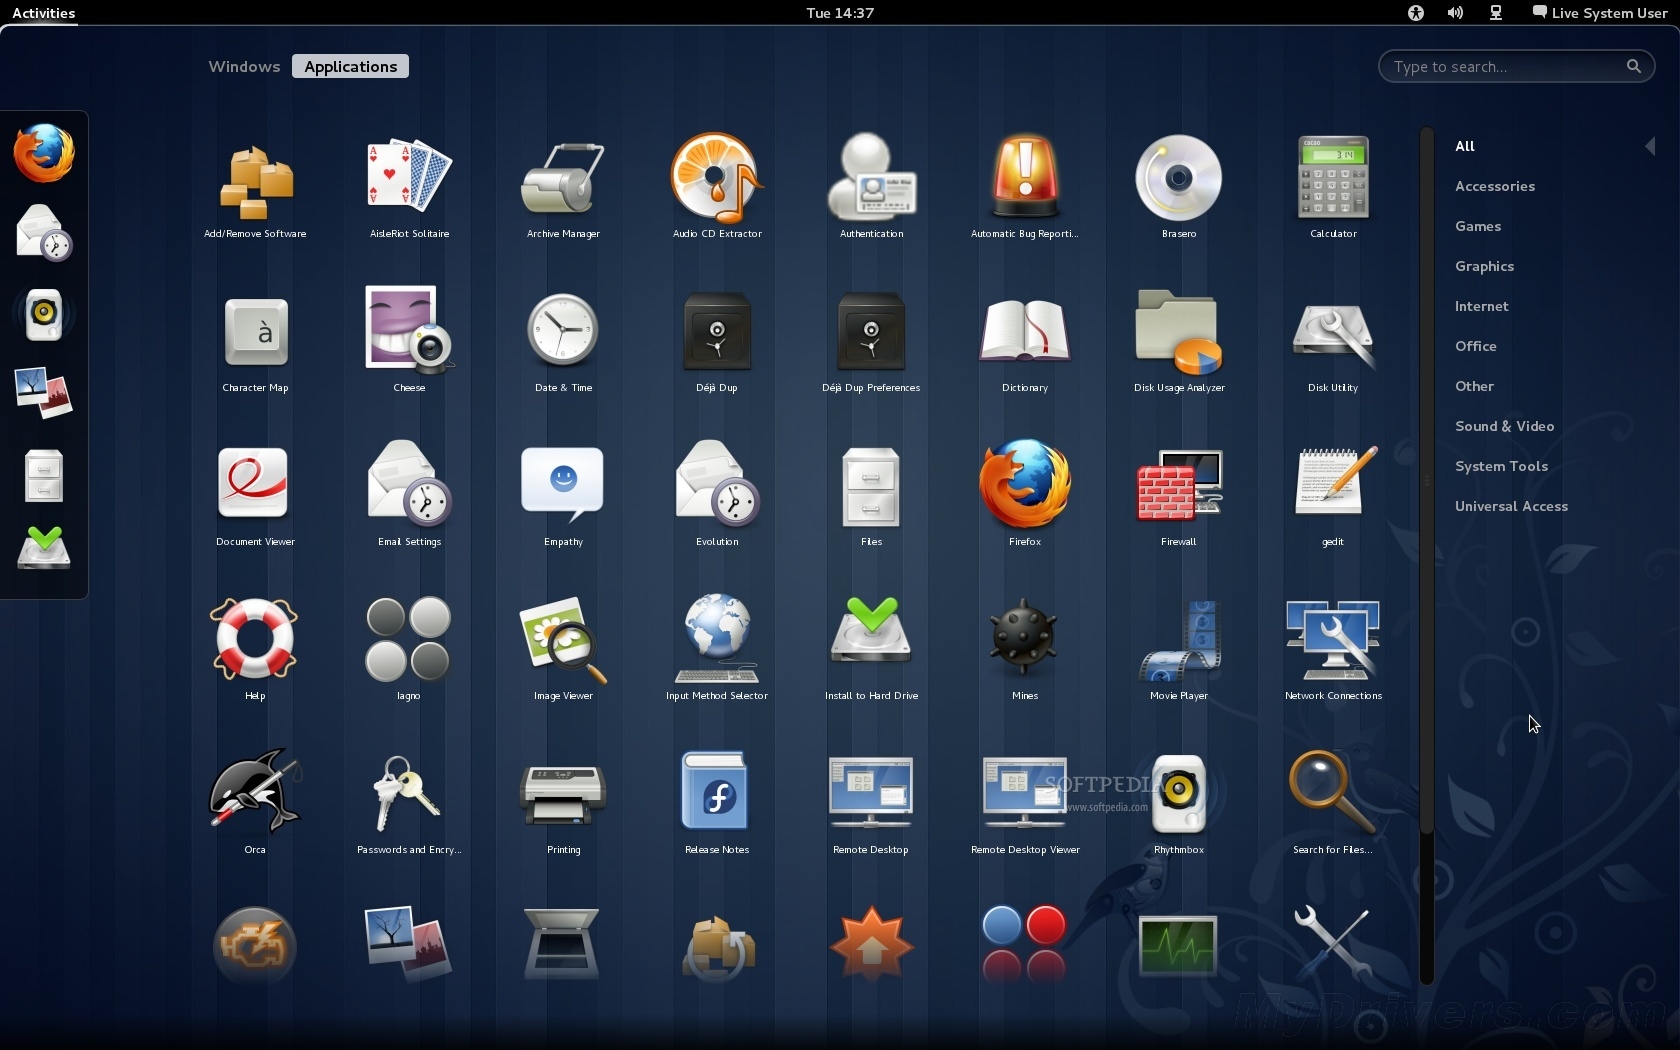 Activities
Tue 14:37
Live System User
Windows
Applications
Type to search...
Add/Remove Software
AisleRiot Solitaire
Archive Manager
Audio CD Extractor
Authentication
Automatic Bug Reporti...
Brasero
Calculator
All
Accessories
Games
Graphics
Internet
Office
Other
Sound & Video
System Tools
Universal Access
Character Map
Cheese
Date & Time
Déjà Dup
Déjà Dup Preferences
Dictionary
Disk Usage Analyzer
Disk Utility
Document Viewer
Email Settings
Empathy
Evolution
Files
Firefox
Firewall
gedit
Help
Iagno
Image Viewer
Input Method Selector
Install to Hard Drive
Mines
Movie Player
Network Connections
Orca
Passwords and Encry...
Printing
Release Notes
Remote Desktop
Remote Desktop Viewer
Rhythmbox
Search for Files...
SOFTPEDIA
www.softpedia.com
MyDrivers.com